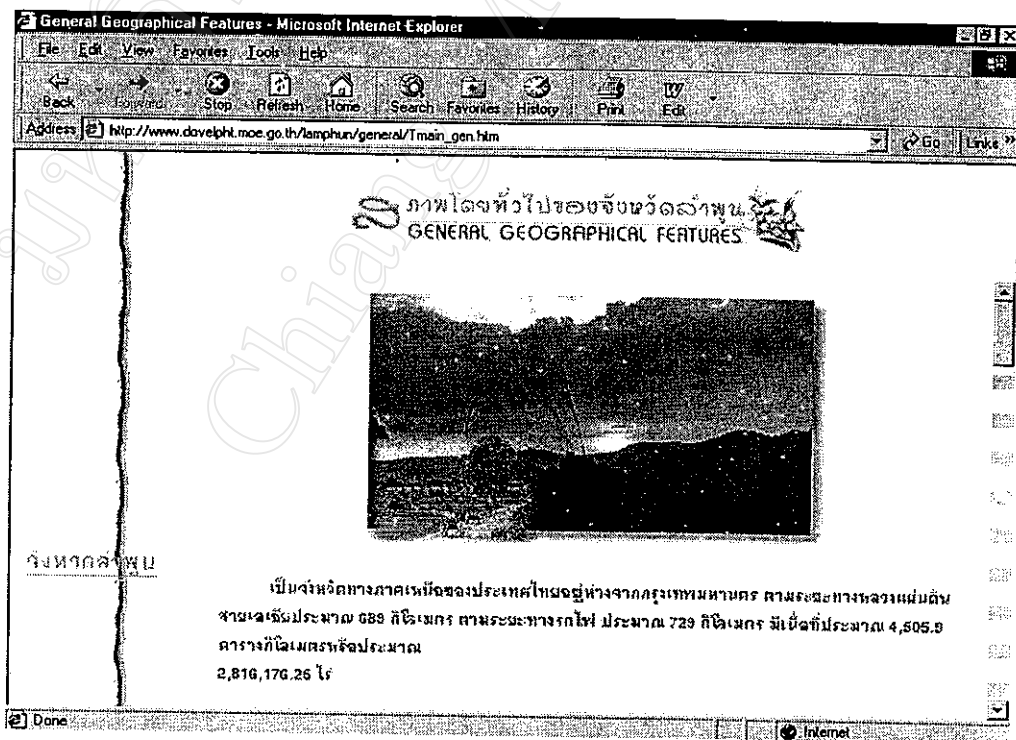 General Geographical Features - Microsoft Internet Explorer
File Edit View Favorites Tools Help
Back Forward Stop Refresh Home Search Favorites History Print Edit
Address http://www.dovelpht.moe.go.th/lamphun/general/Tmain_gen.htm Go Links »
ภาพโดยทั่วไปของจังหวัดลำพูน
GENERAL GEOGRAPHICAL FEATURES
จังหวัดลำพูน
เป็นจังหวัดทางภาคเหนือของประเทศไทยอยู่ห่างจากกรุงเทพมหานคร ตามระยะทางหลวงแผ่นดิน
สายเอเซียประมาณ 689 กิโลเมตร ตามระยะทางรถไฟ ประมาณ 729 กิโลเมตร มีเนื้อที่ประมาณ 4,505.9
ตารางกิโลเมตรหรือประมาณ
2,816,176.25 ไร่
Done Internet
Chiang